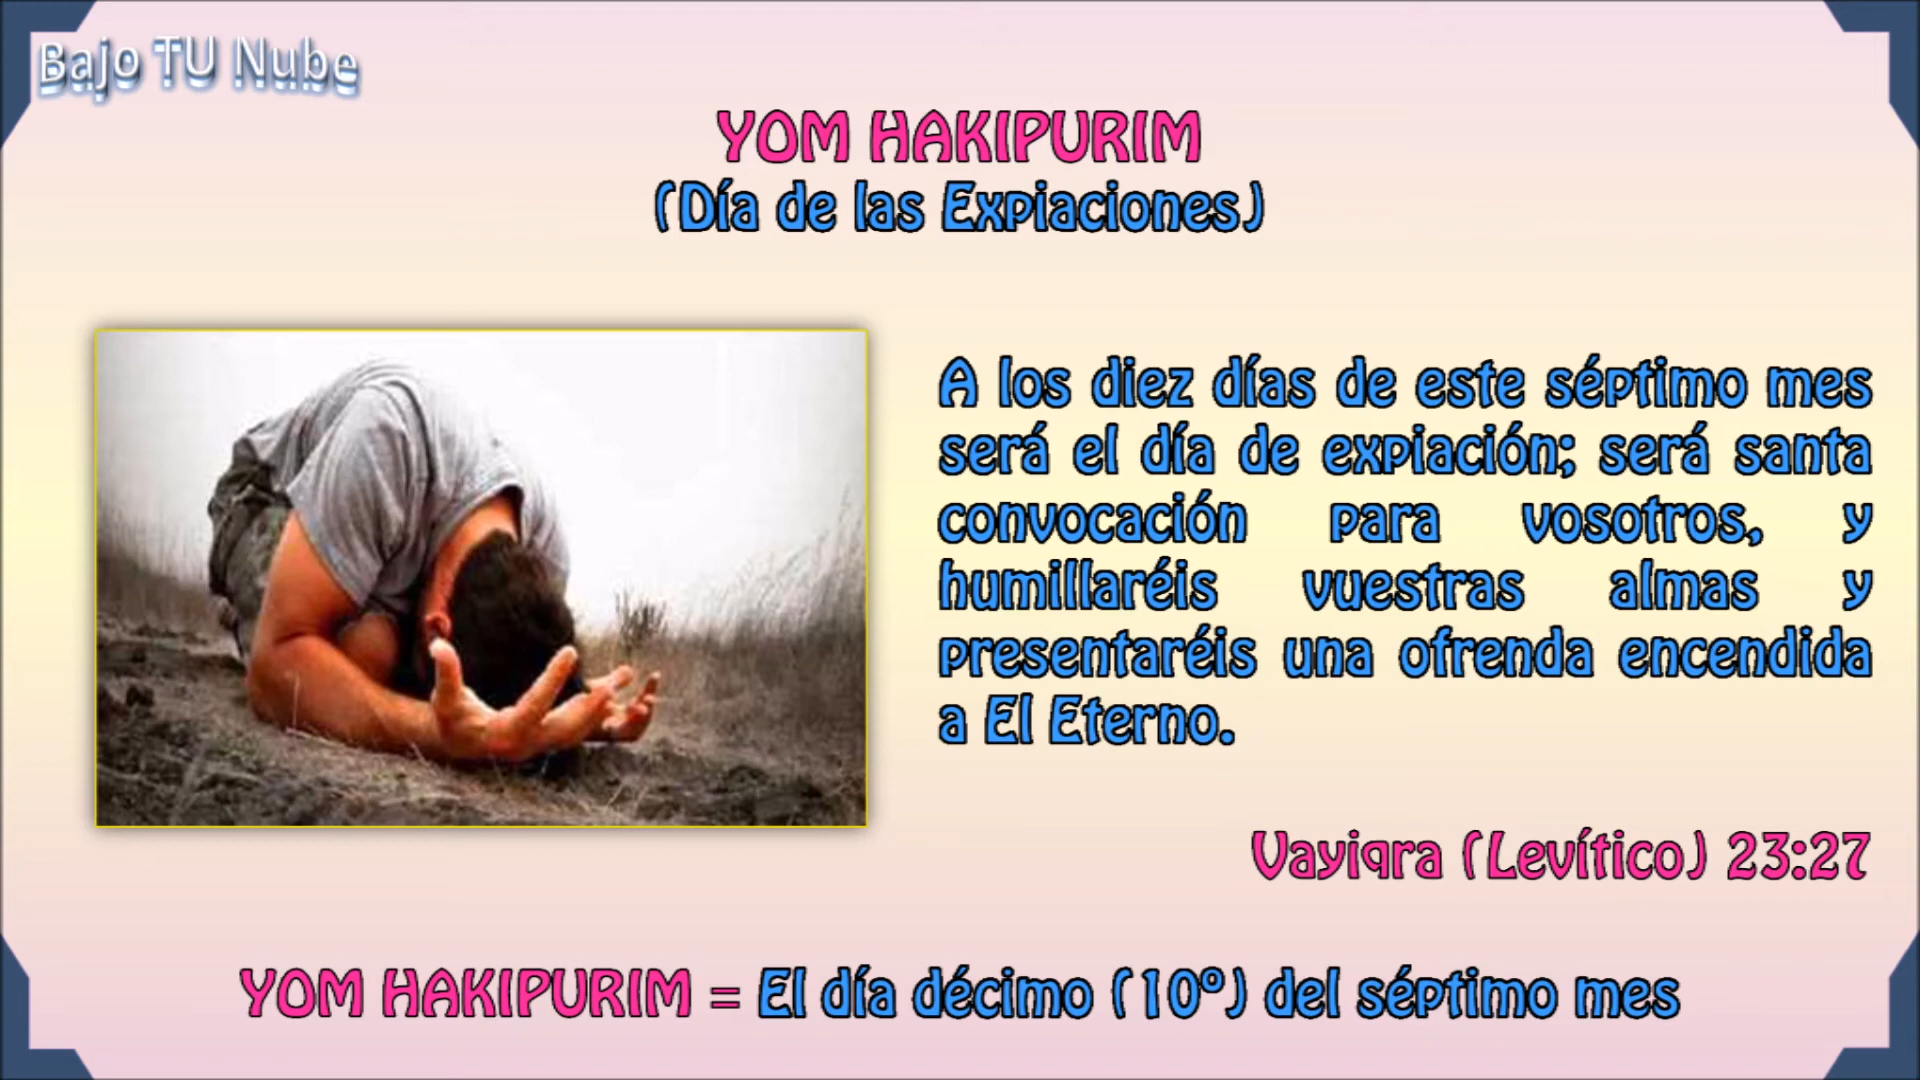 Bajo TU Nube
YOM HAKIPURIM
(Día de las Expiaciones)
A los diez días de este séptimo mes
será el día de expiación; será santa
convocación para vosotros, y
humillaréis vuestras almas y
presentaréis una ofrenda encendida
a El Eterno.
Vayiqra (Levítico) 23:27
YOM HAKIPURIM = El día décimo (10º) del séptimo mes